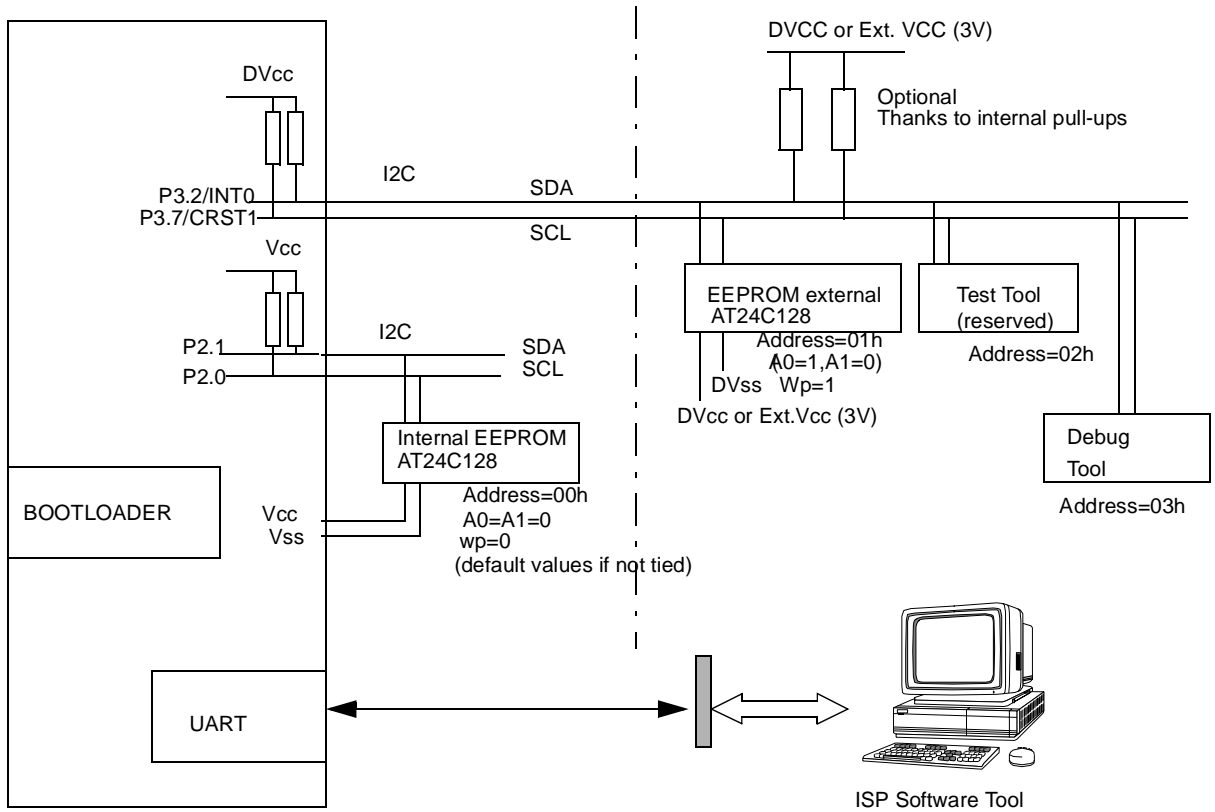 DVCC or Ext. VCC (3V)
DVcc
Optional
Thanks to internal pull-ups
I2C
SDA
P3.2/INT0
P3.7/CRST1
SCL
Vcc
EEPROM external
AT24C128
Address=01h
(A0=1,A1=0)
Wp=1
Test Tool
(reserved)
Address=02h
I2C
P2.1
SDA
P2.0
SCL
DVss
DVcc or Ext.Vcc (3V)
Internal EEPROM
AT24C128
Debug
Tool
Address=03h
Address=00h
A0=A1=0
wp=0
(default values if not tied)
BOOTLOADER
Vcc
Vss
UART
ISP Software Tool